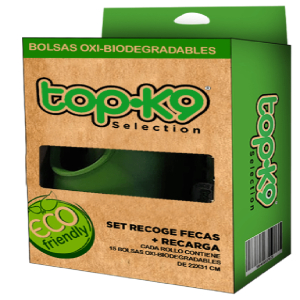 BOLSAS OXI-BIODEGRADABLES
top·K9
Selection
ECO
friendly
SET RECOGE FECAS
+ RECARGA
CADA ROLLO CONTIENE
15 BOLSAS OXI-BIODEGRADABLES
DE 22X31 CM
top·K9
Selection